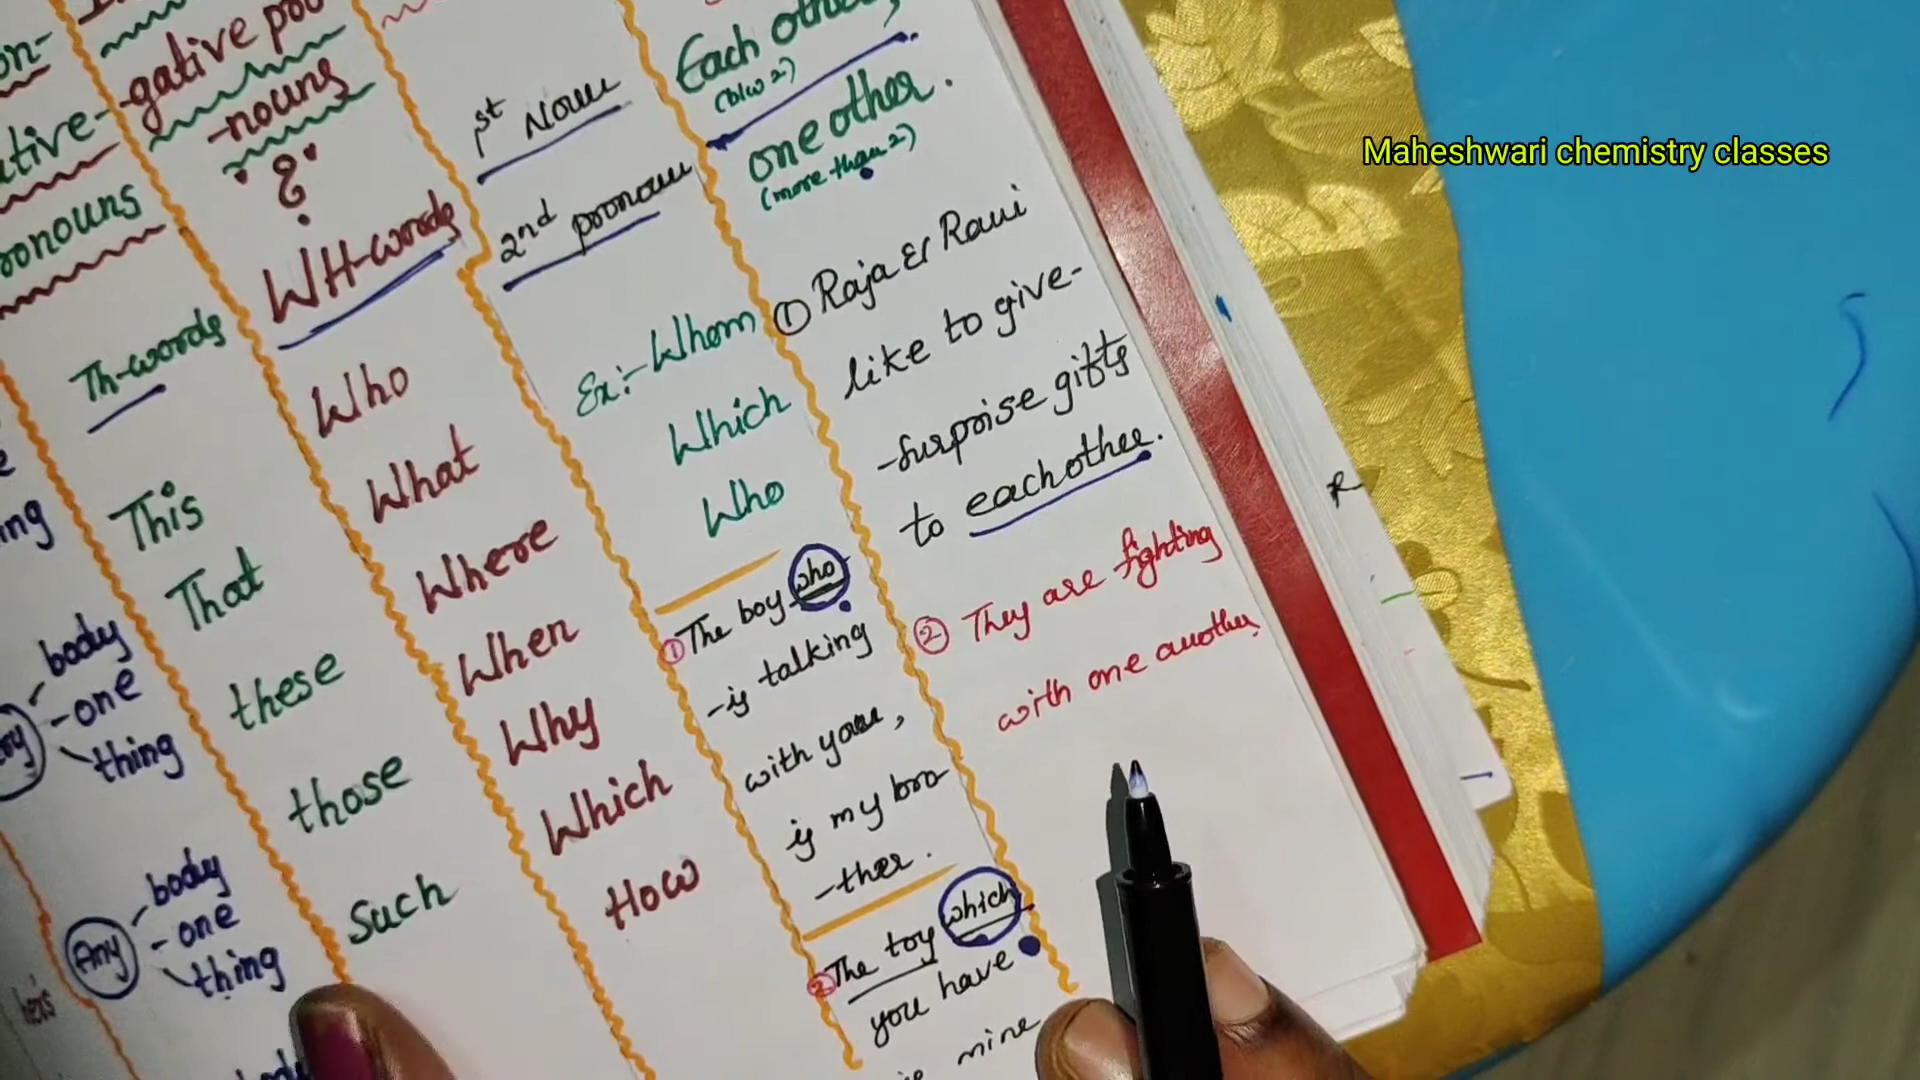 Maheshwari chemistry classes
ronouns
Th-words
This
That
these
those
such
body
-one
thing
Any
body
- one
thing
-gative
-nouns
"?"
WH-words
Who
What
Where
When
Why
Which
How
1st Noun
2nd pronoun
Ex:- Whom
Which
Who
① The boy who
-is talking
with you,
is my bro
-ther.
② The toy which
you have
mine
Each other,
(b/w 2)
one other.
(more than 2)
① Raja & Ravi
like to give-
-surprise gifts
to eachother.
② They are fighting
with one another